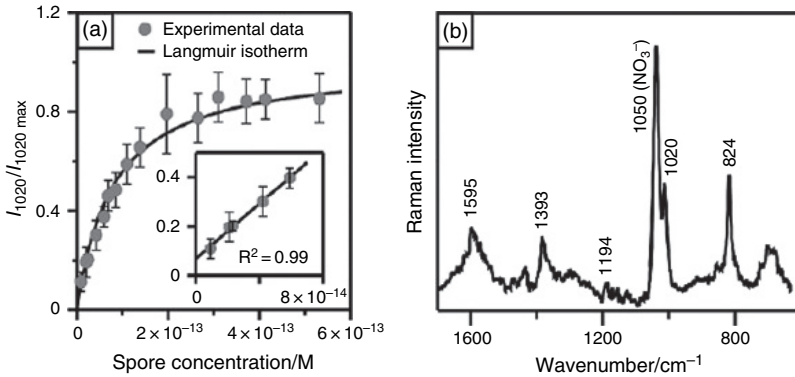 (a)
Experimental data
Langmuir isotherm
I1020/I1020 max
1.2
0.8
0.4
0
0.4
0.2
0
R² = 0.99
0
8 × 10⁻¹⁴
0
2 × 10⁻¹³
4 × 10⁻¹³
6 × 10⁻¹³
Spore concentration/M
(b)
Raman intensity
1595
1393
1194
1050 (NO₃⁻)
1020
824
1600
1200
800
Wavenumber/cm⁻¹